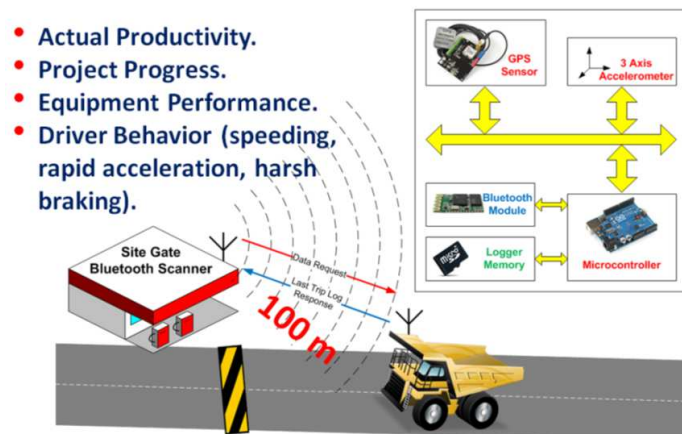 • Actual Productivity.
• Project Progress.
• Equipment Performance.
• Driver Behavior (speeding,
rapid acceleration, harsh
braking).
GPS
Sensor
3 Axis
Accelerometer
Bluetooth
Module
Logger
Memory
Microcontroller
micro
Site Gate
Bluetooth Scanner
Data Request
Last Trip Log
Response
100 m